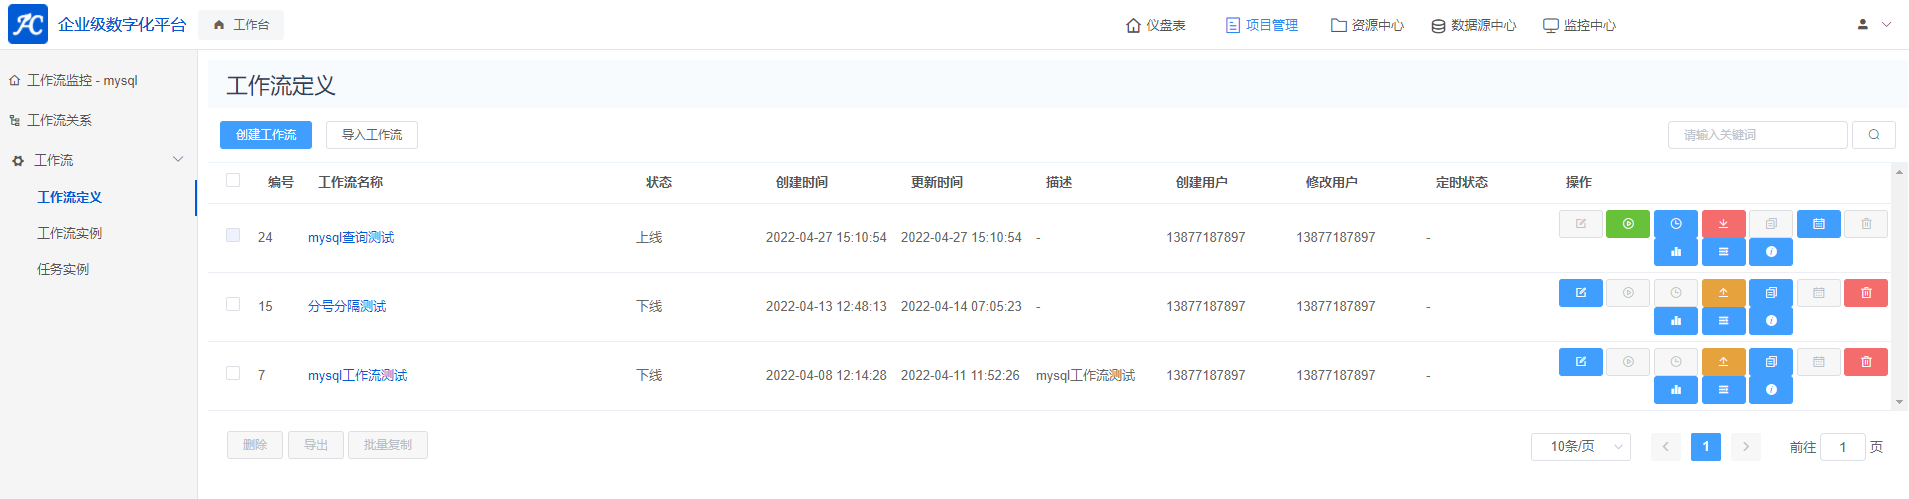 企业级数字化平台 工作台 仪盘表 项目管理 资源中心 数据源中心 监控中心
工作流监控 - mysql
工作流关系
工作流
工作流定义
工作流实例
任务实例
工作流定义
创建工作流 导入工作流 请输入关键词
编号 工作流名称 状态 创建时间 更新时间 描述 创建用户 修改用户 定时状态 操作
24 mysql查询测试 上线 2022-04-27 15:10:54 2022-04-27 15:10:54 - 13877187897 13877187897 -
15 分号分隔测试 下线 2022-04-13 12:48:13 2022-04-14 07:05:23 - 13877187897 13877187897 -
7 mysql工作流测试 下线 2022-04-08 12:14:28 2022-04-11 11:52:26 mysql工作流测试 13877187897 13877187897 -
删除 导出 批量复制 10条/页 1 前往 1 页